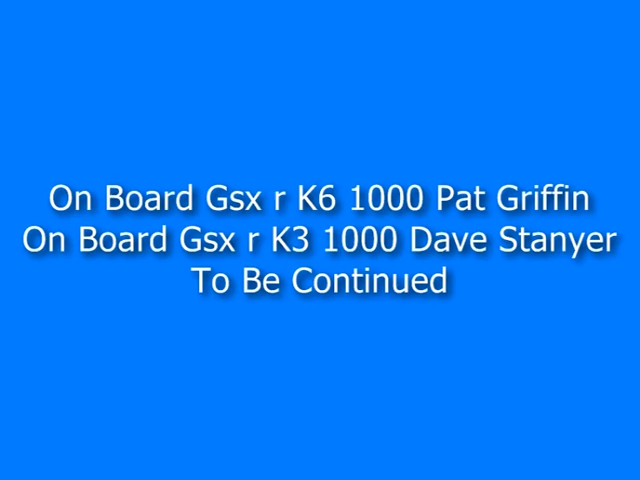 On Board Gsx r K6 1000 Pat Griffin
On Board Gsx r K3 1000 Dave Stanyer
To Be Continued